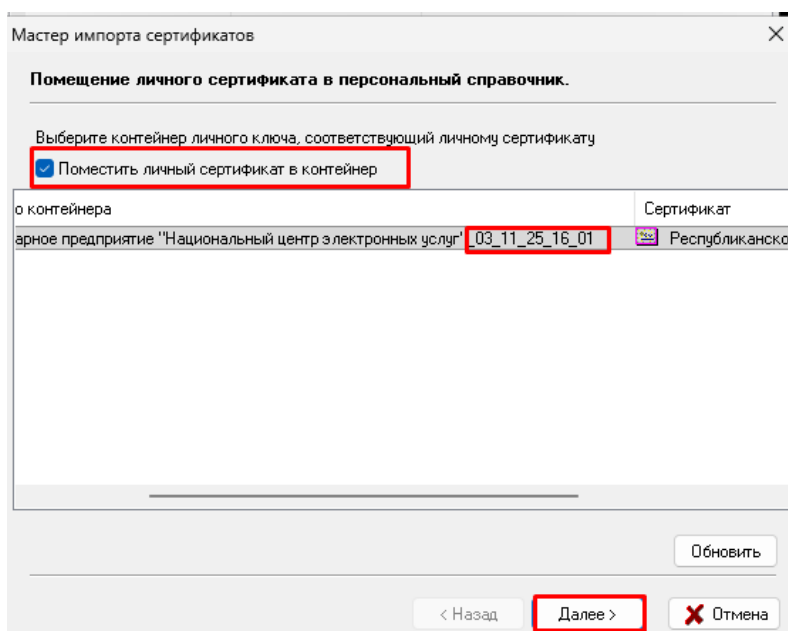 Мастер импорта сертификатов
Помещение личного сертификата в персональный справочник.
Выберите контейнер личного ключа, соответствующий личному сертификату
Поместить личный сертификат в контейнер
о контейнера Сертификат
арное предприятие "Национальный центр электронных услуг"_03_11_25_16_01 Республиканско
Обновить
< Назад Далее > Отмена